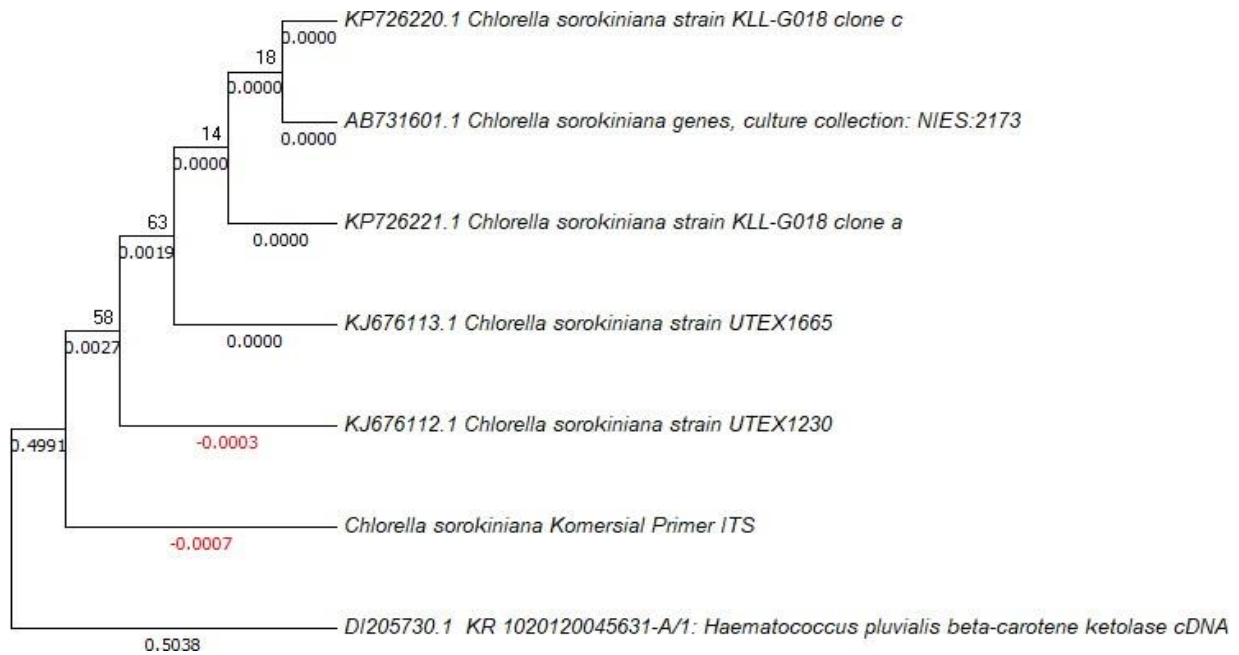 KP726220.1 Chlorella sorokiniana strain KLL-G018 clone c
0.0000
18
0.0000
AB731601.1 Chlorella sorokiniana genes, culture collection: NIES:2173
0.0000
14
0.0000
KP726221.1 Chlorella sorokiniana strain KLL-G018 clone a
0.0000
63
0.0019
KJ676113.1 Chlorella sorokiniana strain UTEX1665
0.0000
58
0.0027
KJ676112.1 Chlorella sorokiniana strain UTEX1230
-0.0003
0.4991
Chlorella sorokiniana Komersial Primer ITS
-0.0007
DI205730.1 KR 1020120045631-A/1: Haematococcus pluvialis beta-carotene ketolase cDNA
0.5038